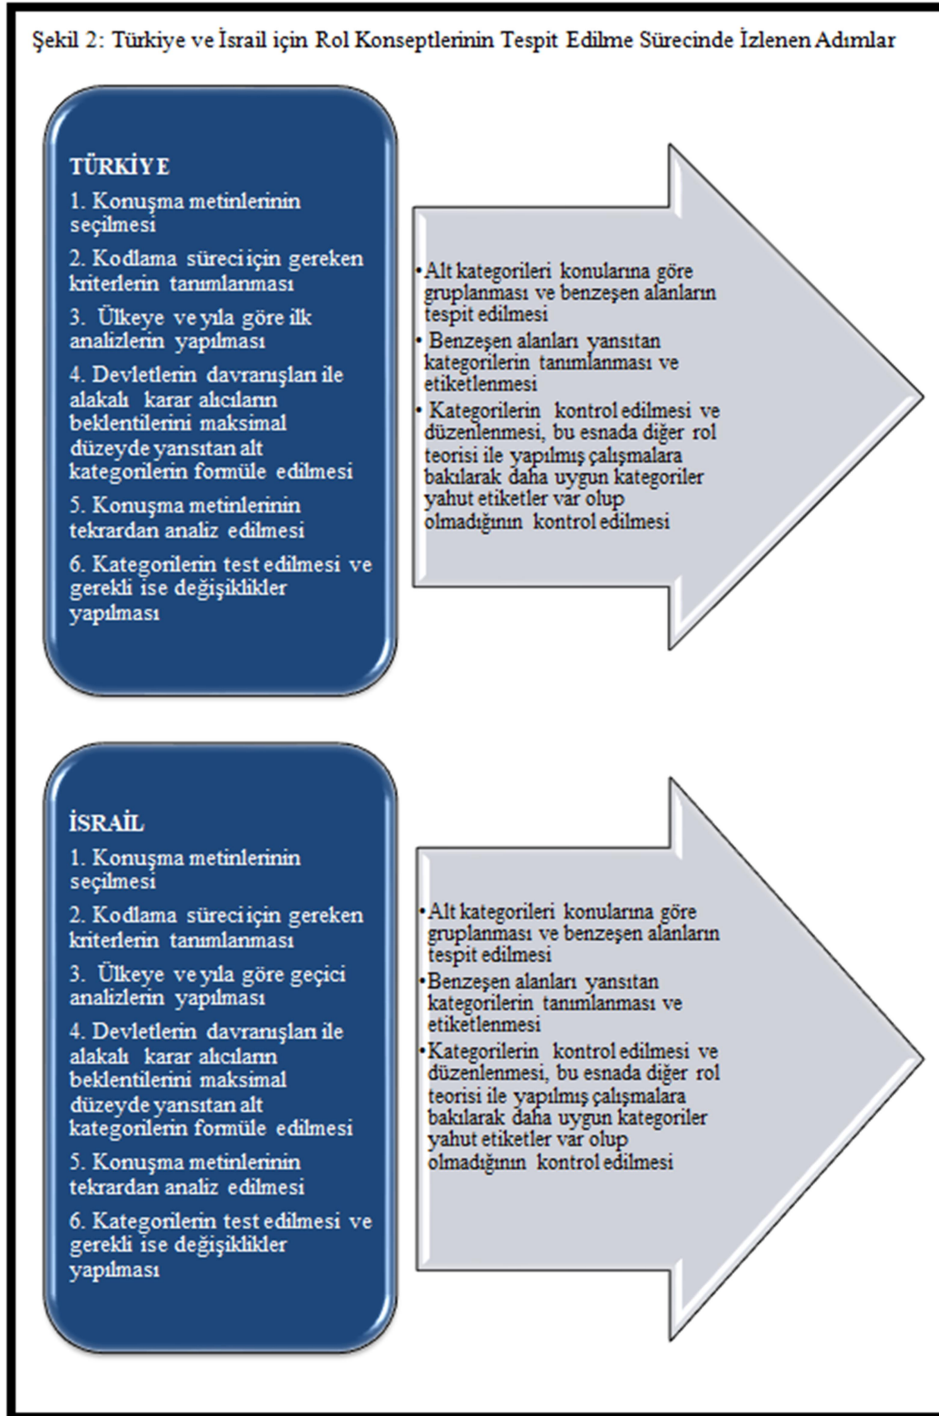 Şekil 2: Türkiye ve İsrail için Rol Konseptlerinin Tespit Edilme Sürecinde İzlenen Adımlar
TÜRKİYE
1. Konuşma metinlerinin
seçilmesi
2. Kodlama süreci için gereken
kriterlerin tanımlanması
3. Ülkeye ve yıla göre ilk
analizlerin yapılması
4. Devletlerin davranışları ile
alakalı karar alıcıların
beklentilerini maksimal
düzeyde yansıtan alt
kategorilerin formüle edilmesi
5. Konuşma metinlerinin
tekrardan analiz edilmesi
6. Kategorilerin test edilmesi ve
gerekli ise değişiklikler
yapılması
•Alt kategorileri konularına göre
gruplanması ve benzeşen alanların
tespit edilmesi
• Benzeşen alanları yansıtan
kategorilerin tanımlanması ve
etiketlenmesi
• Kategorilerin kontrol edilmesi ve
düzenlenmesi, bu esnada diğer rol
teorisi ile yapılmış çalışmalara
bakılarak daha uygun kategoriler
yahut etiketler var olup
olmadığının kontrol edilmesi
İSRAİL
1. Konuşma metinlerinin
seçilmesi
2. Kodlama süreci için gereken
kriterlerin tanımlanması
3. Ülkeye ve yıla göre geçici
analizlerin yapılması
4. Devletlerin davranışları ile
alakalı karar alıcıların
beklentilerini maksimal
düzeyde yansıtan alt
kategorilerin formüle edilmesi
5. Konuşma metinlerinin
tekrardan analiz edilmesi
6. Kategorilerin test edilmesi ve
gerekli ise değişiklikler
yapılması
•Alt kategorileri konularına göre
gruplanması ve benzeşen alanların
tespit edilmesi
•Benzeşen alanları yansıtan
kategorilerin tanımlanması ve
etiketlenmesi
•Kategorilerin kontrol edilmesi ve
düzenlenmesi, bu esnada diğer rol
teorisi ile yapılmış çalışmalara
bakılarak daha uygun kategoriler
yahut etiketler var olup
olmadığının kontrol edilmesi